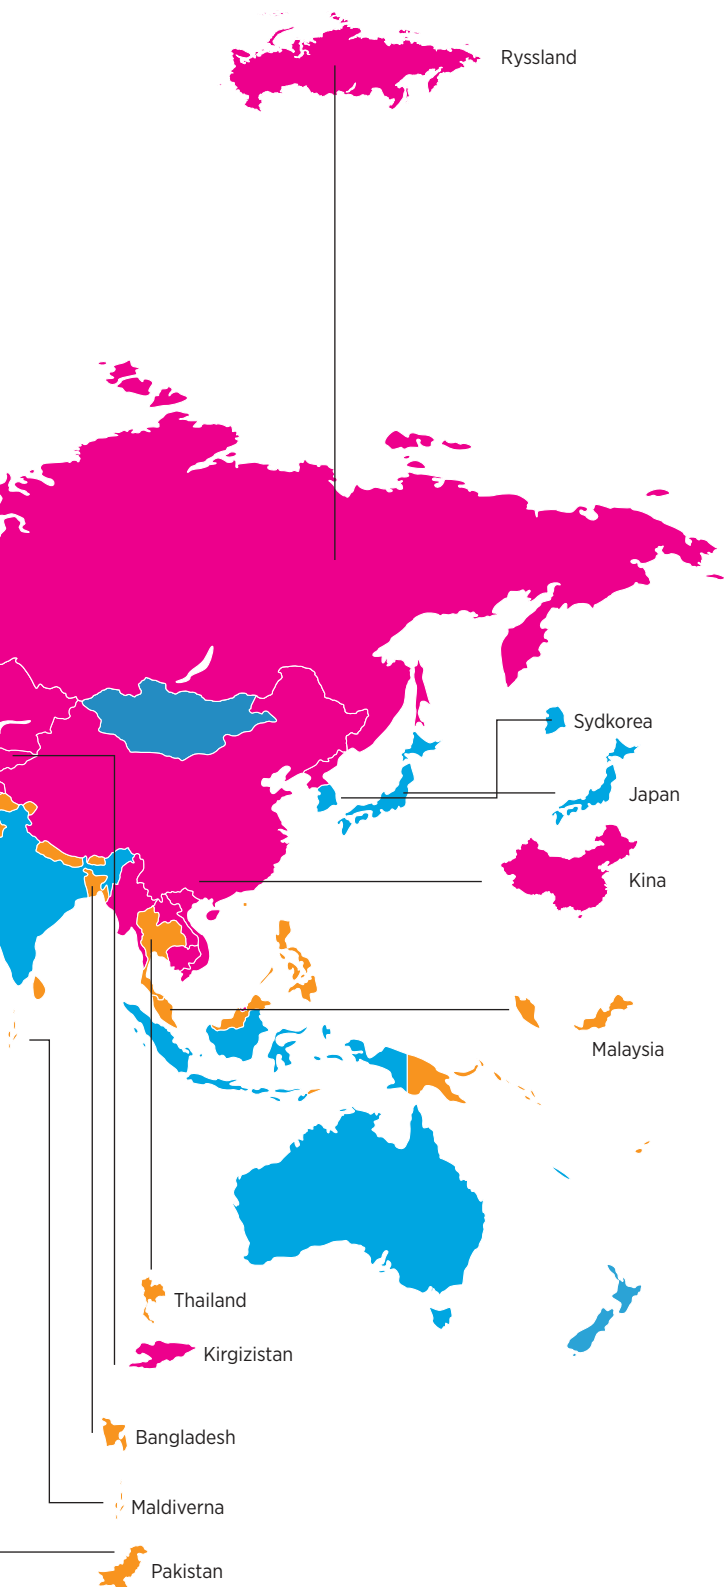 Ryssland
Sydkorea
Japan
Kina
Malaysia
Thailand
Kirgizistan
Bangladesh
Maldiverna
Pakistan